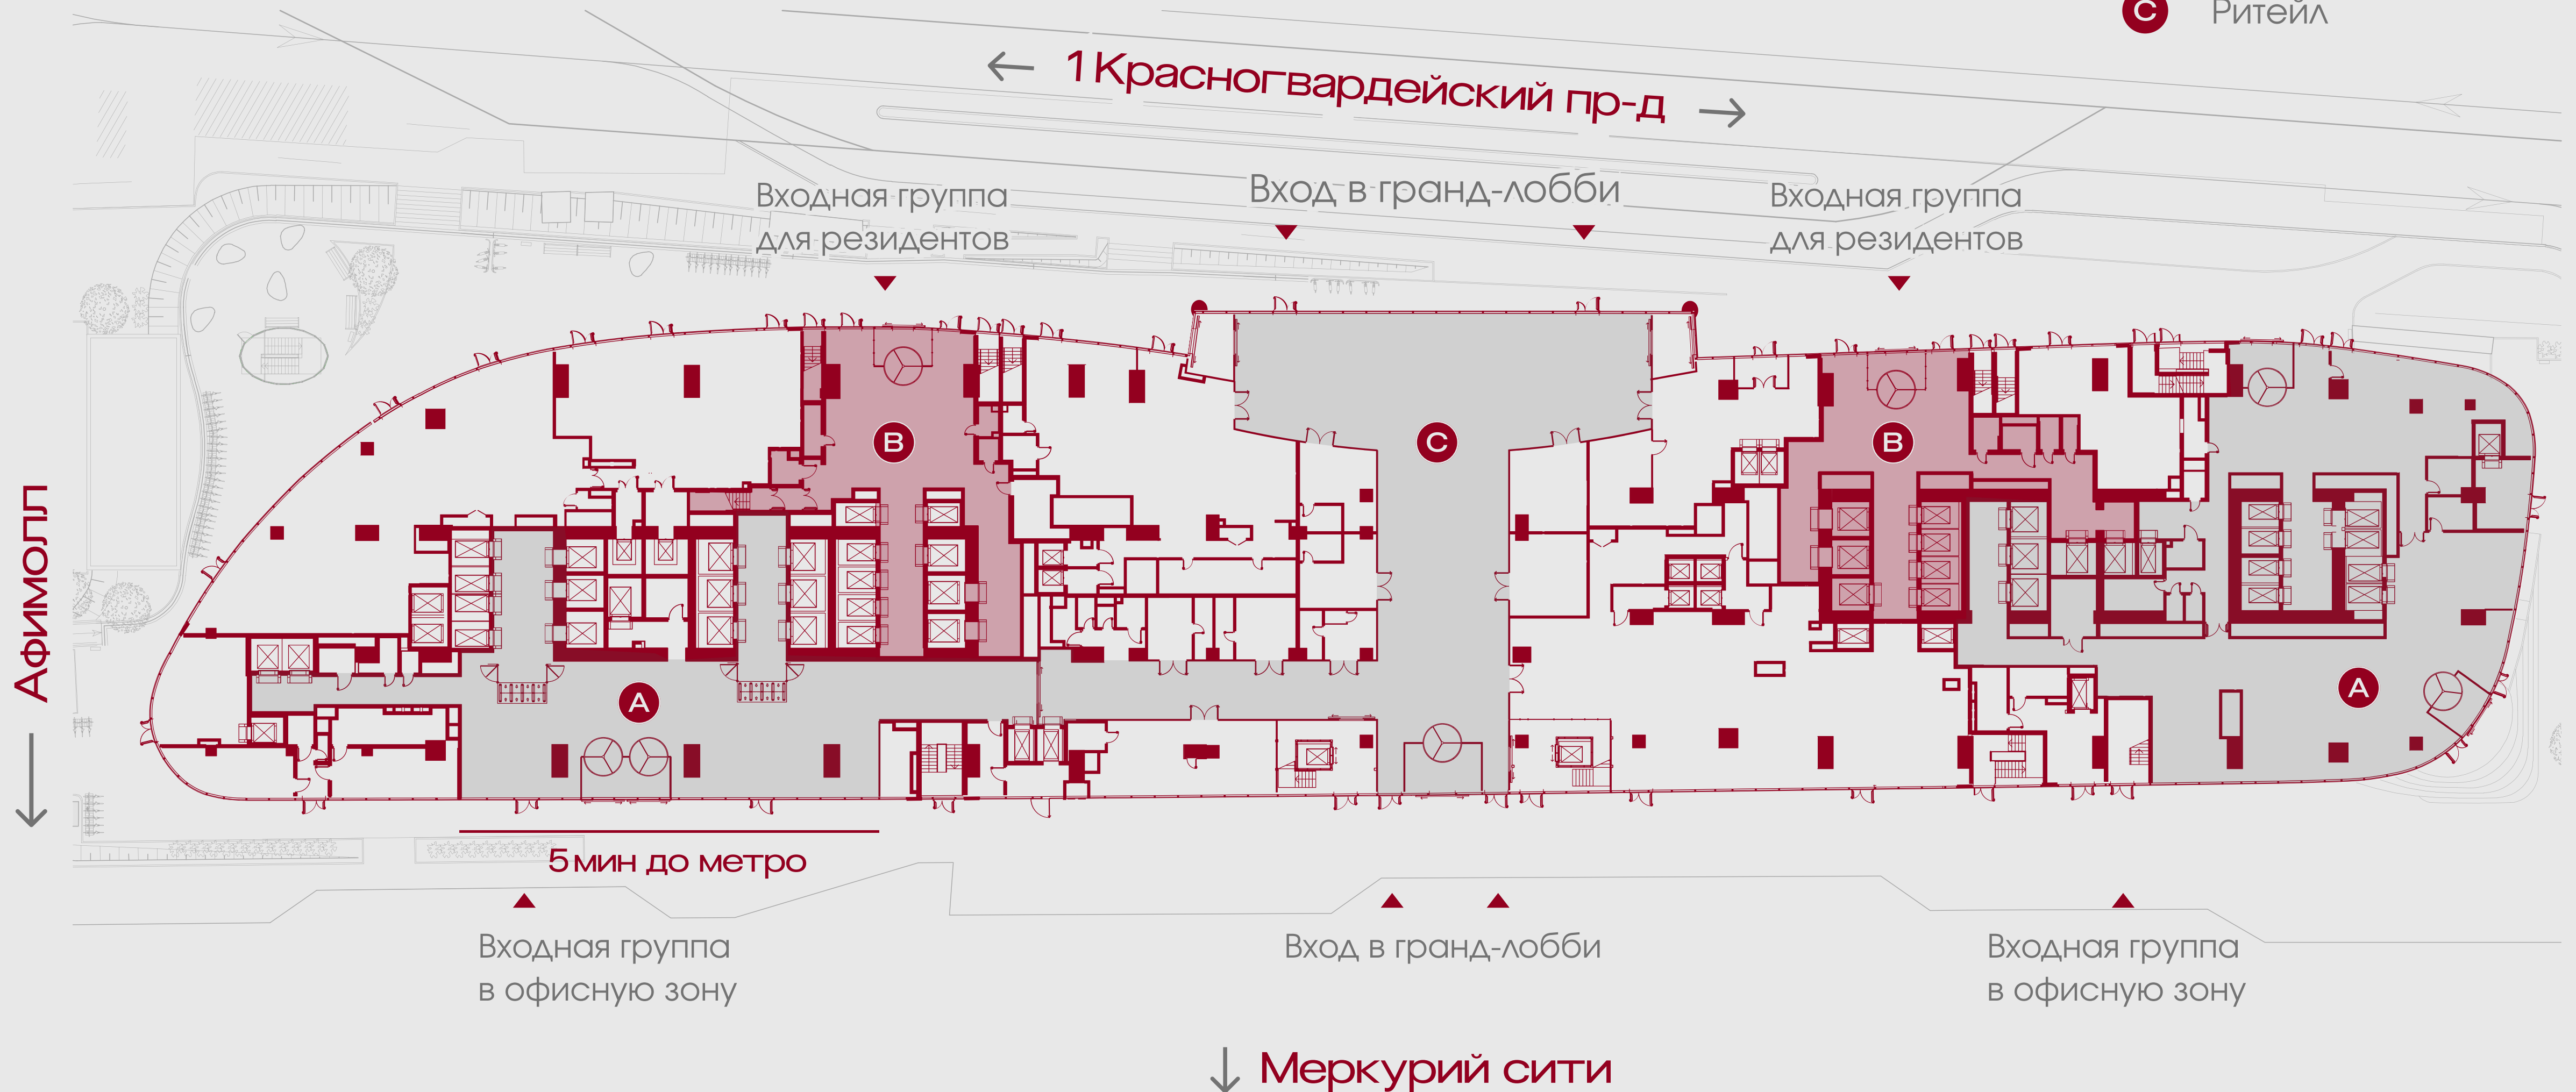 C Ритейл
1 Красногвардейский пр-д
Входная группа
для резидентов
Вход в гранд-лобби
Входная группа
для резидентов
B
C
B
Афимолл
A
A
5 мин до метро
Входная группа
в офисную зону
Вход в гранд-лобби
Входная группа
в офисную зону
Меркурий сити